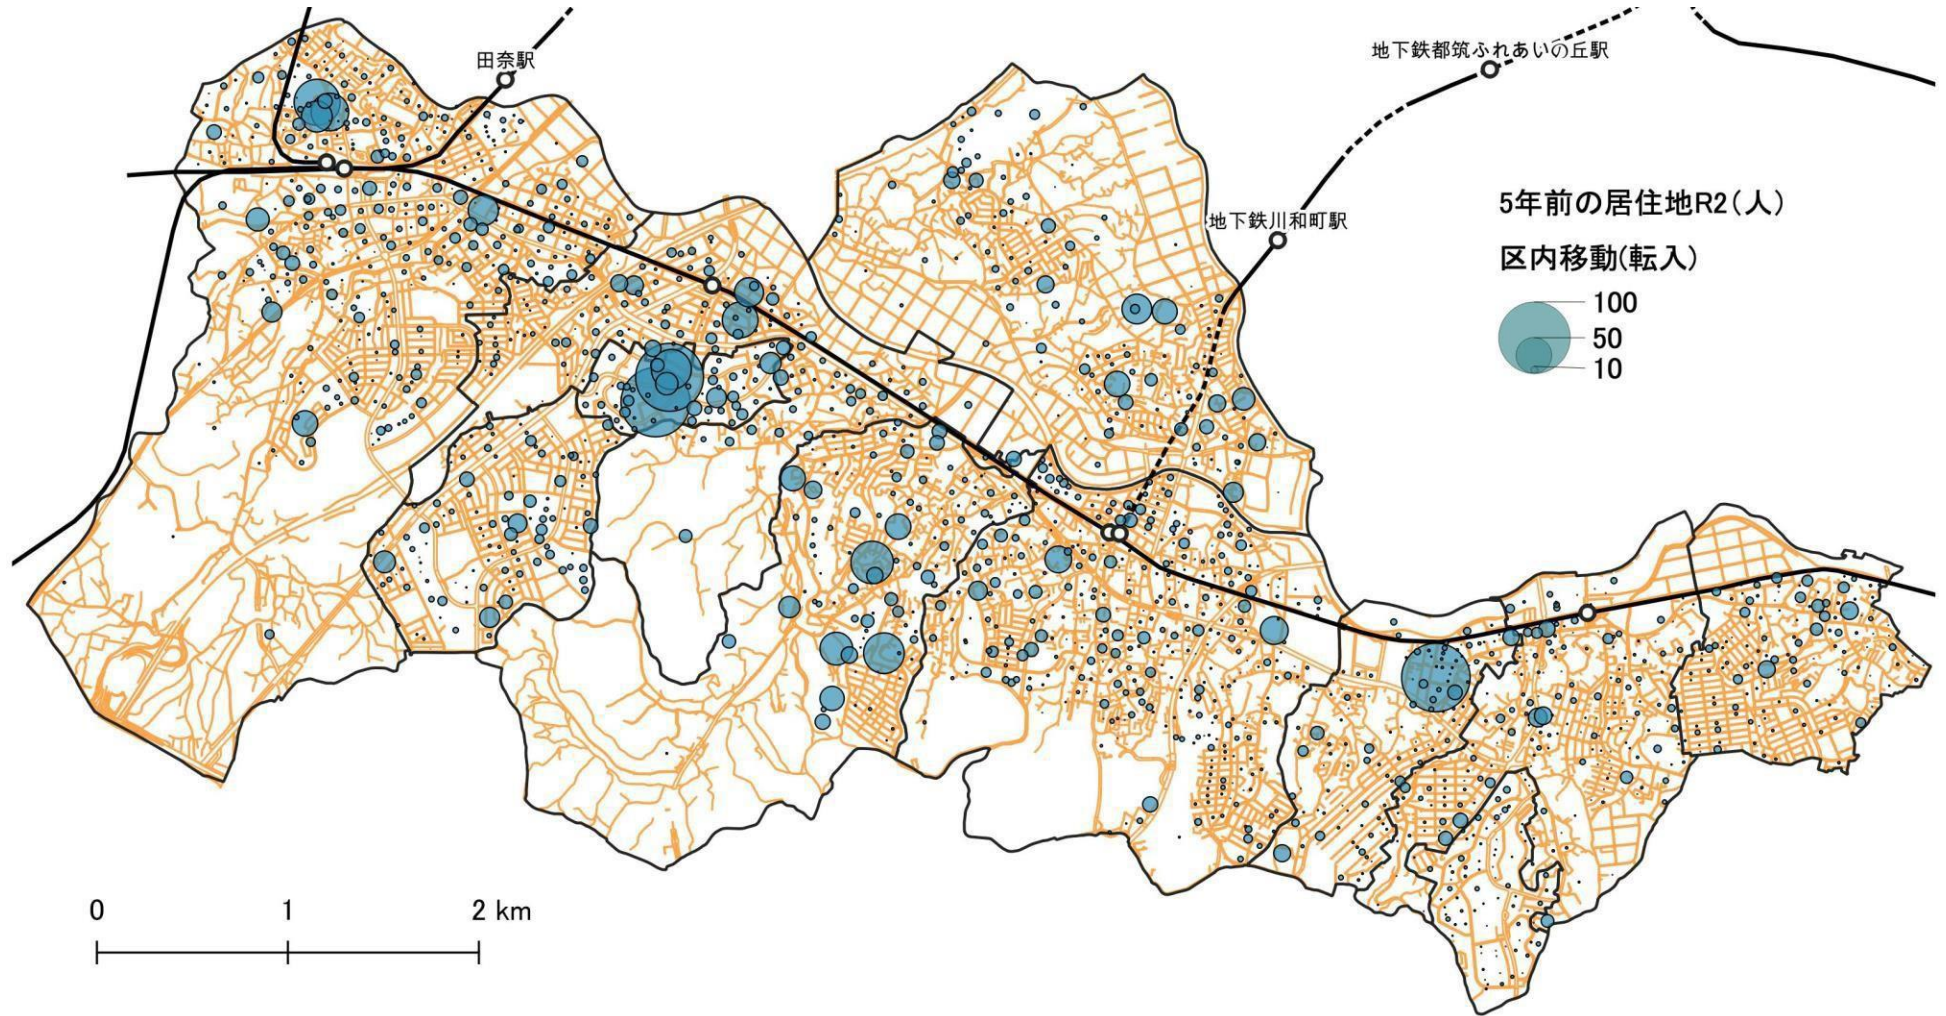 田奈駅
地下鉄都筑ふれあいの丘駅
地下鉄川和町駅
5年前の居住地R2(人)
区内移動(転入)
100
50
10
0 1 2 km